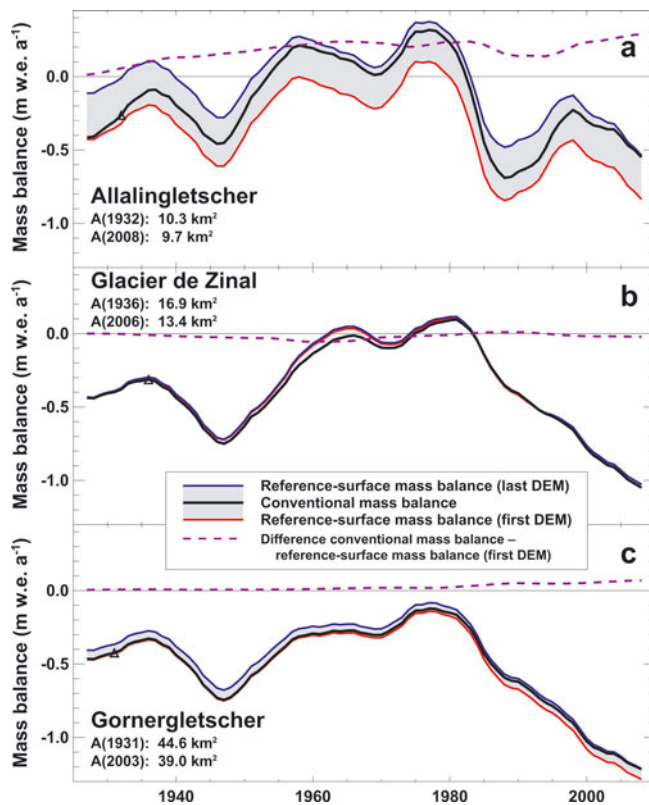 Mass balance (m w.e. a⁻¹)
0.0
-0.5
-1.0
a
Allalingletscher
A(1932): 10.3 km²
A(2008): 9.7 km²
Mass balance (m w.e. a⁻¹)
0.0
-0.5
-1.0
Glacier de Zinal
A(1936): 16.9 km²
A(2006): 13.4 km²
b
Reference-surface mass balance (last DEM)
Conventional mass balance
Reference-surface mass balance (first DEM)
Difference conventional mass balance –
reference-surface mass balance (first DEM)
Mass balance (m w.e. a⁻¹)
0.0
-0.5
-1.0
c
Gornergletscher
A(1931): 44.6 km²
A(2003): 39.0 km²
1940 1960 1980 2000